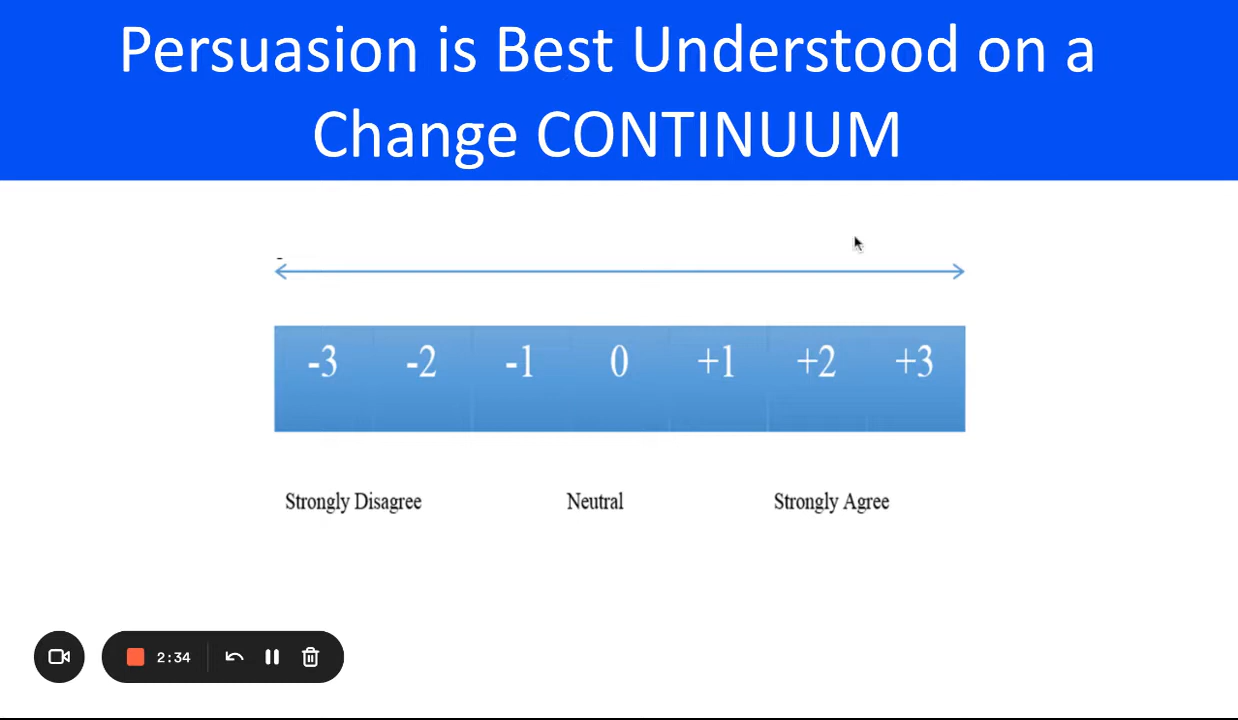 Persuasion is Best Understood on a
Change CONTINUUM
-
-3 -2 -1 0 +1 +2 +3
Strongly Disagree Neutral Strongly Agree
2:34